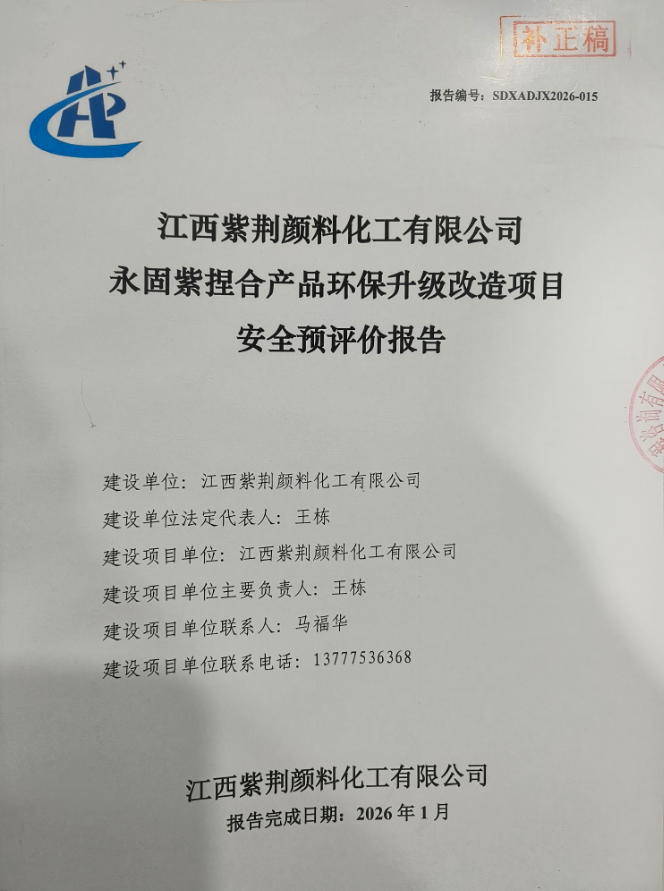 补正稿
报告编号：SDXADJX2026-015
江西紫荆颜料化工有限公司
永固紫捏合产品环保升级改造项目
安全预评价报告
询有限
建设单位：江西紫荆颜料化工有限公司
建设单位法定代表人：王栋
建设项目单位：江西紫荆颜料化工有限公司
建设项目单位主要负责人：王栋
建设项目单位联系人：马福华
建设项目单位联系电话：13777536368
江西紫荆颜料化工有限公司
报告完成日期：2026年1月